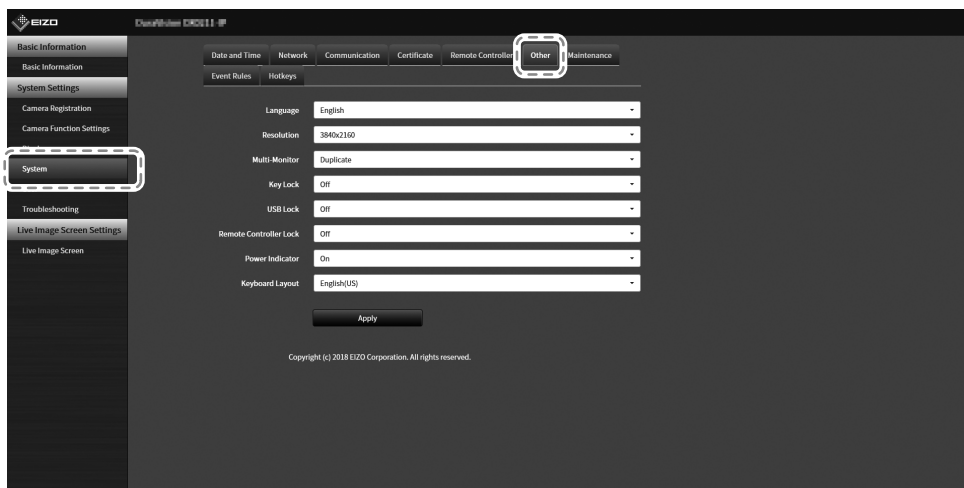 EIZO
Basic Information
Basic Information
System Settings
Camera Registration
Camera Function Settings
System
Troubleshooting
Live Image Screen Settings
Live Image Screen
Date and Time Network Communication Certificate Remote Controller Other Maintenance
Event Rules Hotkeys
Language English
Resolution 3840x2160
Multi-Monitor Duplicate
Key Lock Off
USB Lock Off
Remote Controller Lock Off
Power Indicator On
Keyboard Layout English(US)
Apply
Copyright (c) 2018 EIZO Corporation. All rights reserved.